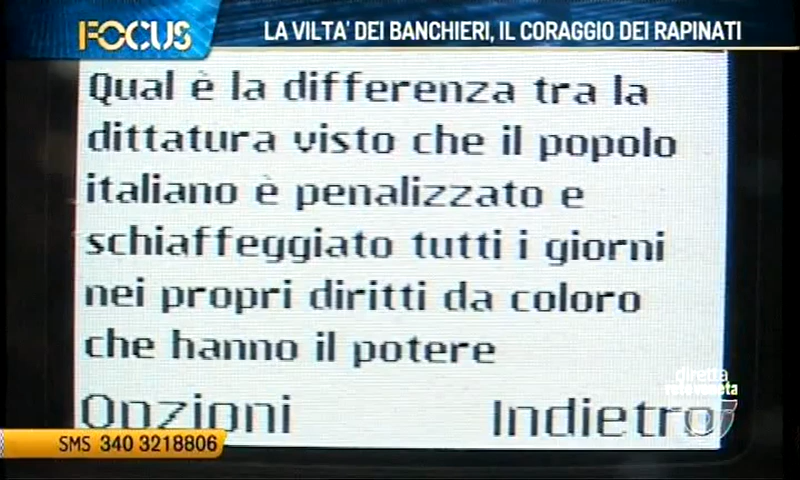 FOCUS
LA VILTA' DEI BANCHIERI, IL CORAGGIO DEI RAPINATI
Qual è la differenza tra la
dittatura visto che il popolo
italiano è penalizzato e
schiaffeggiato tutti i giorni
nei propri diritti da coloro
che hanno il potere
Opzioni Indietro
diretta
SMS 340 3218806